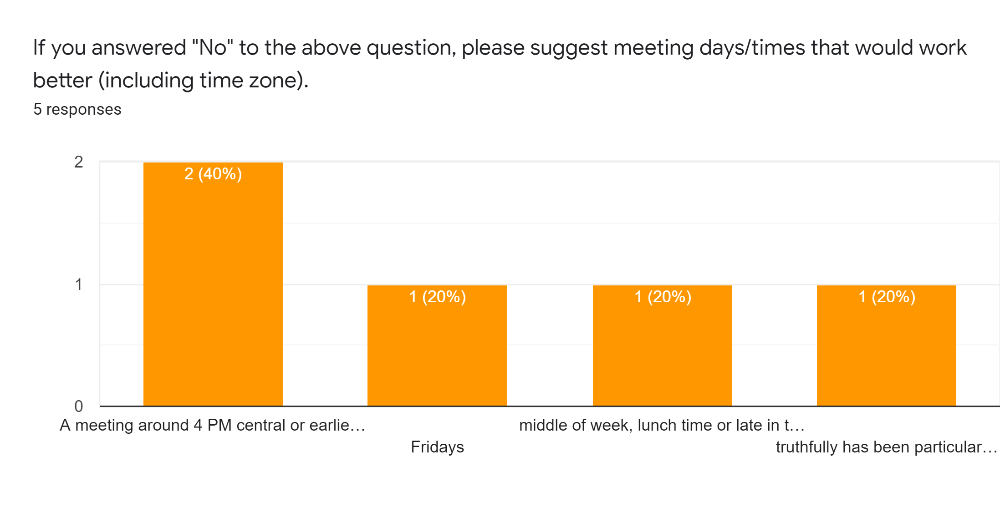 If you answered "No" to the above question, please suggest meeting days/times that would work
better (including time zone).
5 responses
2
2 (40%)
1
1 (20%)
1 (20%)
1 (20%)
0
A meeting around 4 PM central or earlie…
middle of week, lunch time or late in t…
Fridays
truthfully has been particular…